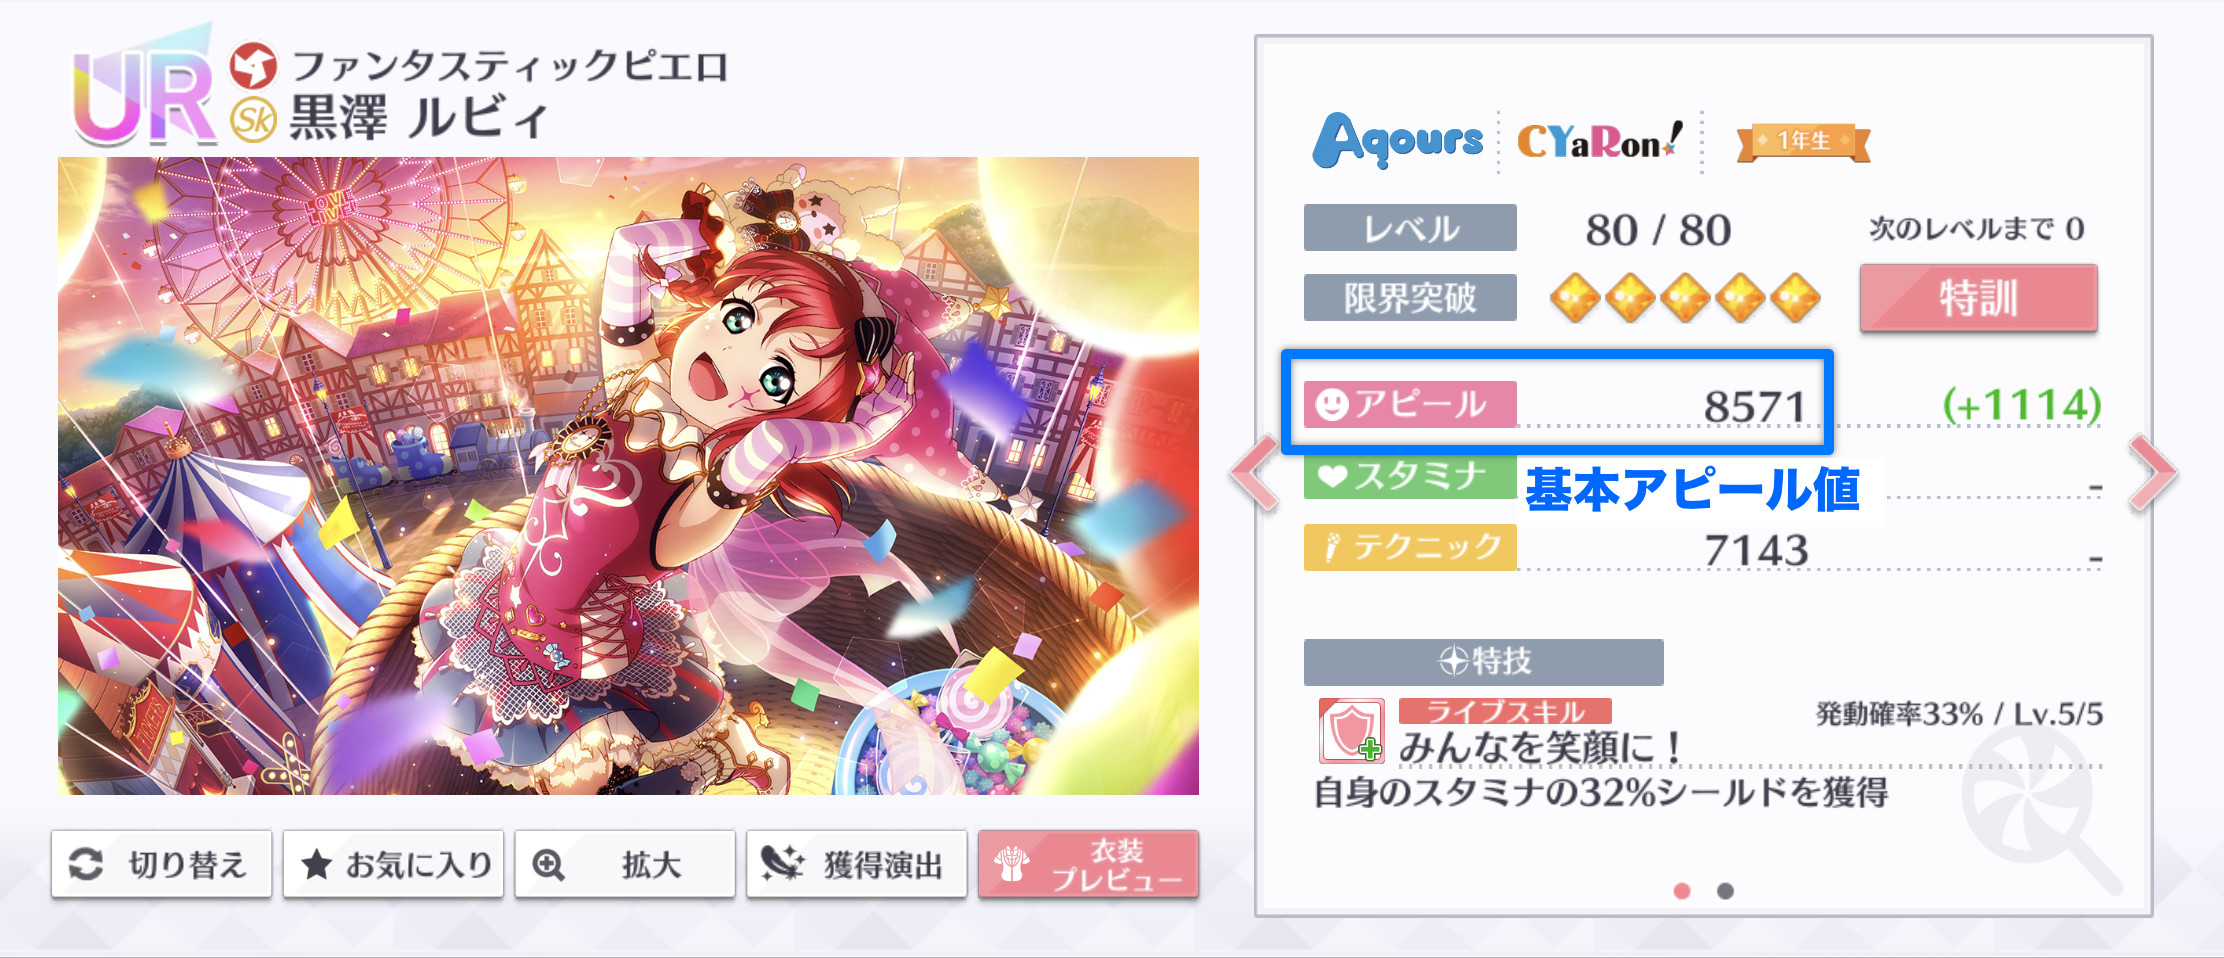 UR
ファンタスティックピエロ
Sk
黒澤 ルビィ
LOVE
LIVE!
TICKETS
切り替え
お気に入り
拡大
獲得演出
衣装
プレビュー
Aqours
CYaRon!
1年生
レベル 80 / 80 次のレベルまで 0
限界突破 特訓
アピール 8571 (+1114)
スタミナ 基本アピール値 -
テクニック 7143 -
特技
ライブスキル 発動確率33% / Lv.5/5
みんなを笑顔に！
自身のスタミナの32%シールドを獲得